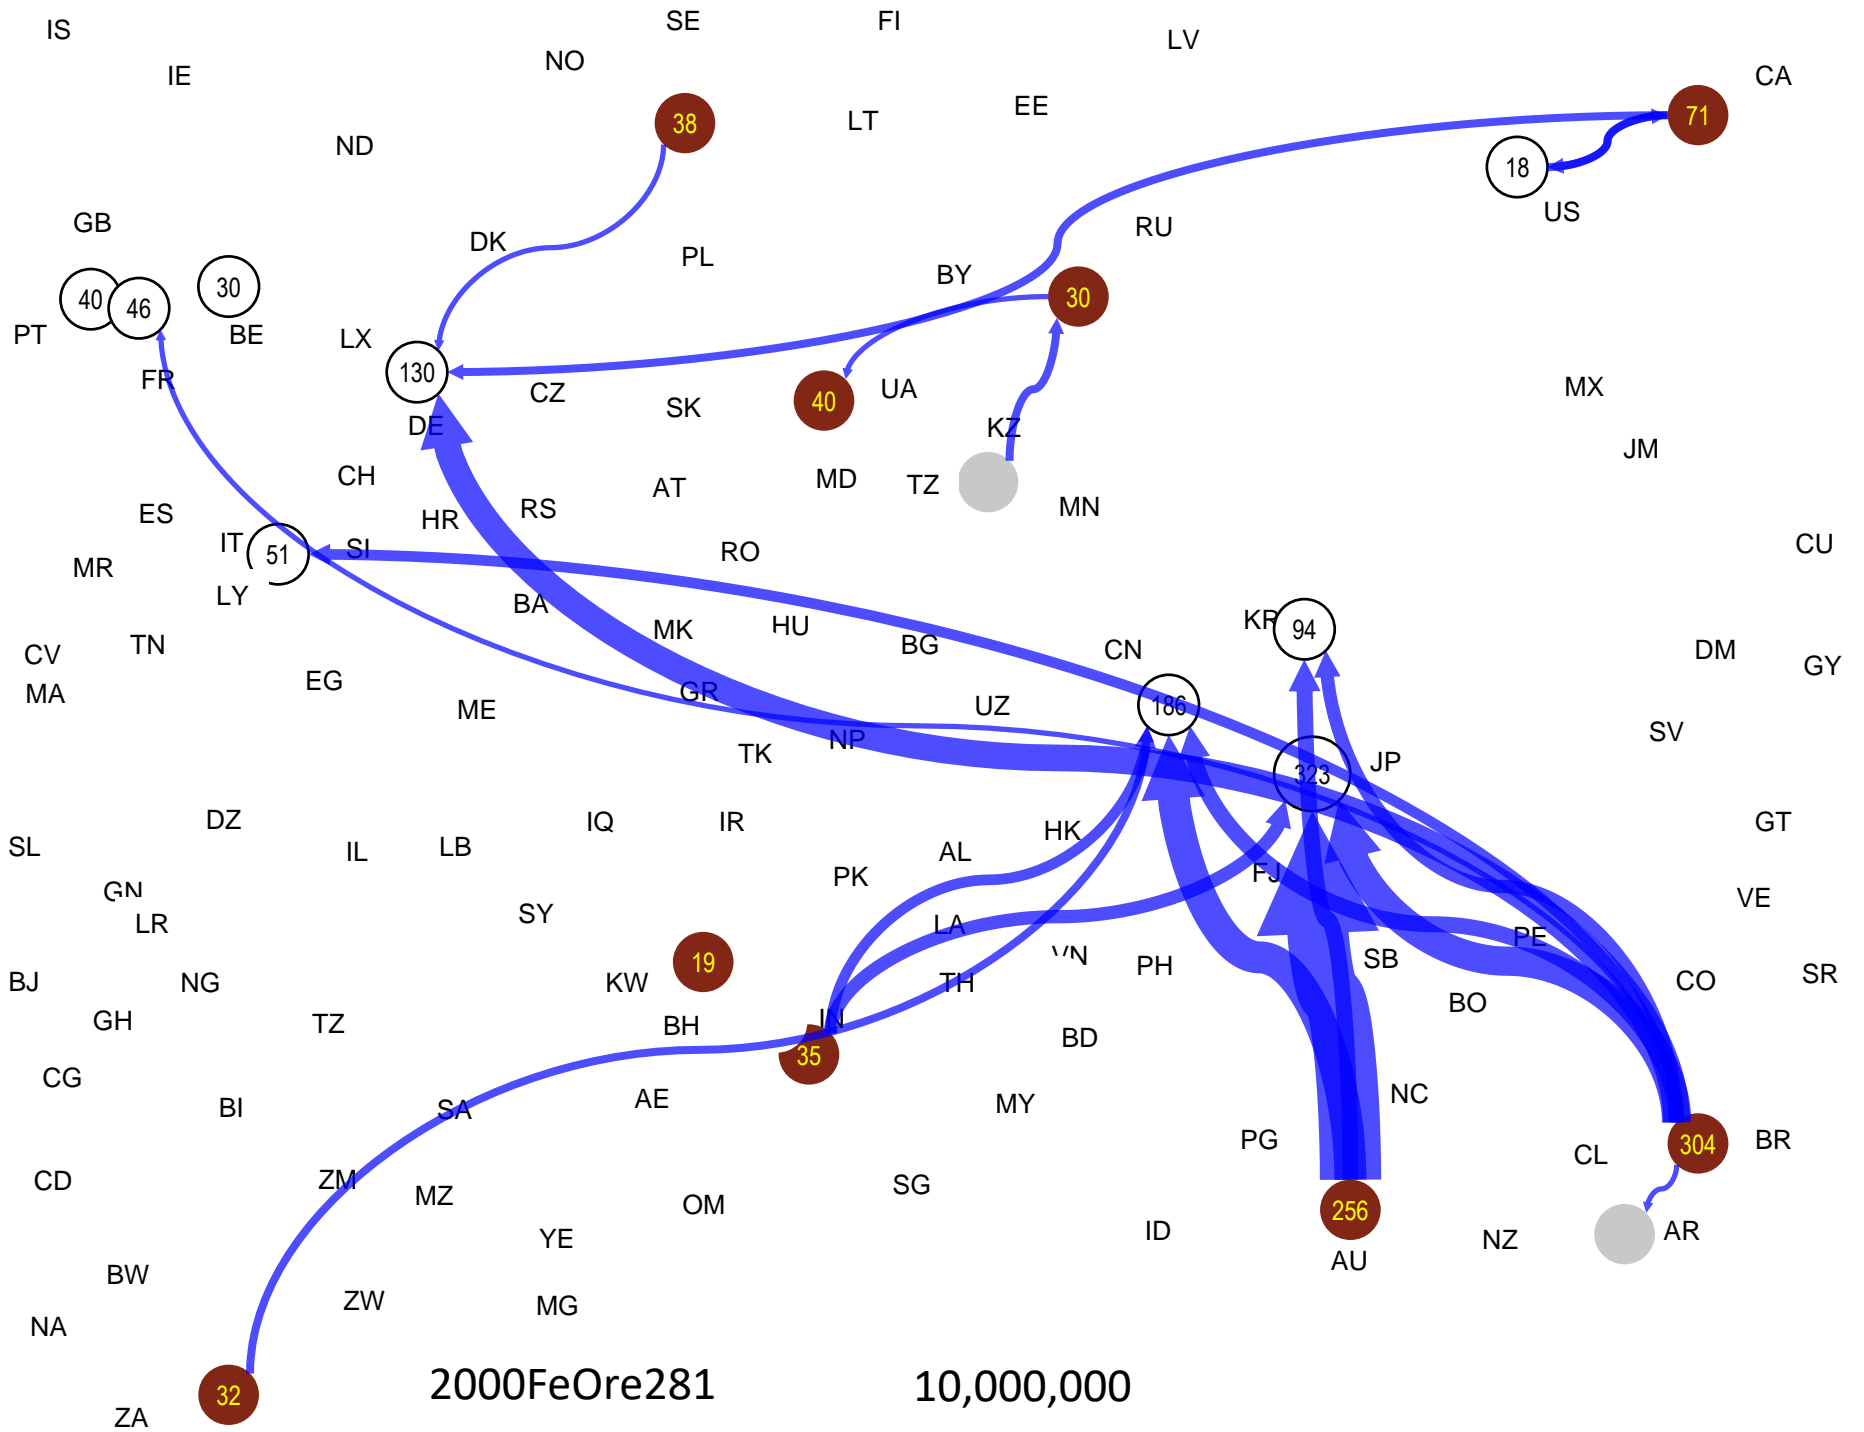 IS
SE
FI
LV
NO
IE
CA
EE
LT
38
71
ND
18
US
GB
RU
DK
PL
BY
30
40
46
30
PT
BE
LX
130
FR
CZ
SK
40
UA
MX
DE
KZ
JM
CH
AT
MD
TZ
MN
ES
HR
RS
IT
51
SI
RO
CU
MR
LY
BA
KR
94
TN
MK
HU
BG
CN
CV
DM
GY
MA
EG
ME
GR
UZ
186
SV
NP
TK
323
JP
DZ
IQ
IR
HK
GT
SL
IL
LB
AL
PK
FJ
GN
VE
LR
SY
LA
PE
VN
PH
SB
19
BJ
NG
KW
TH
CO
SR
BO
GH
TZ
BH
IN
BD
35
CG
BI
SA
AE
MY
NC
PG
CL
304
BR
CD
ZM
MZ
OM
SG
256
YE
ID
NZ
AR
AU
BW
ZW
MG
NA
2000FeOre281
10,000,000
32
ZA